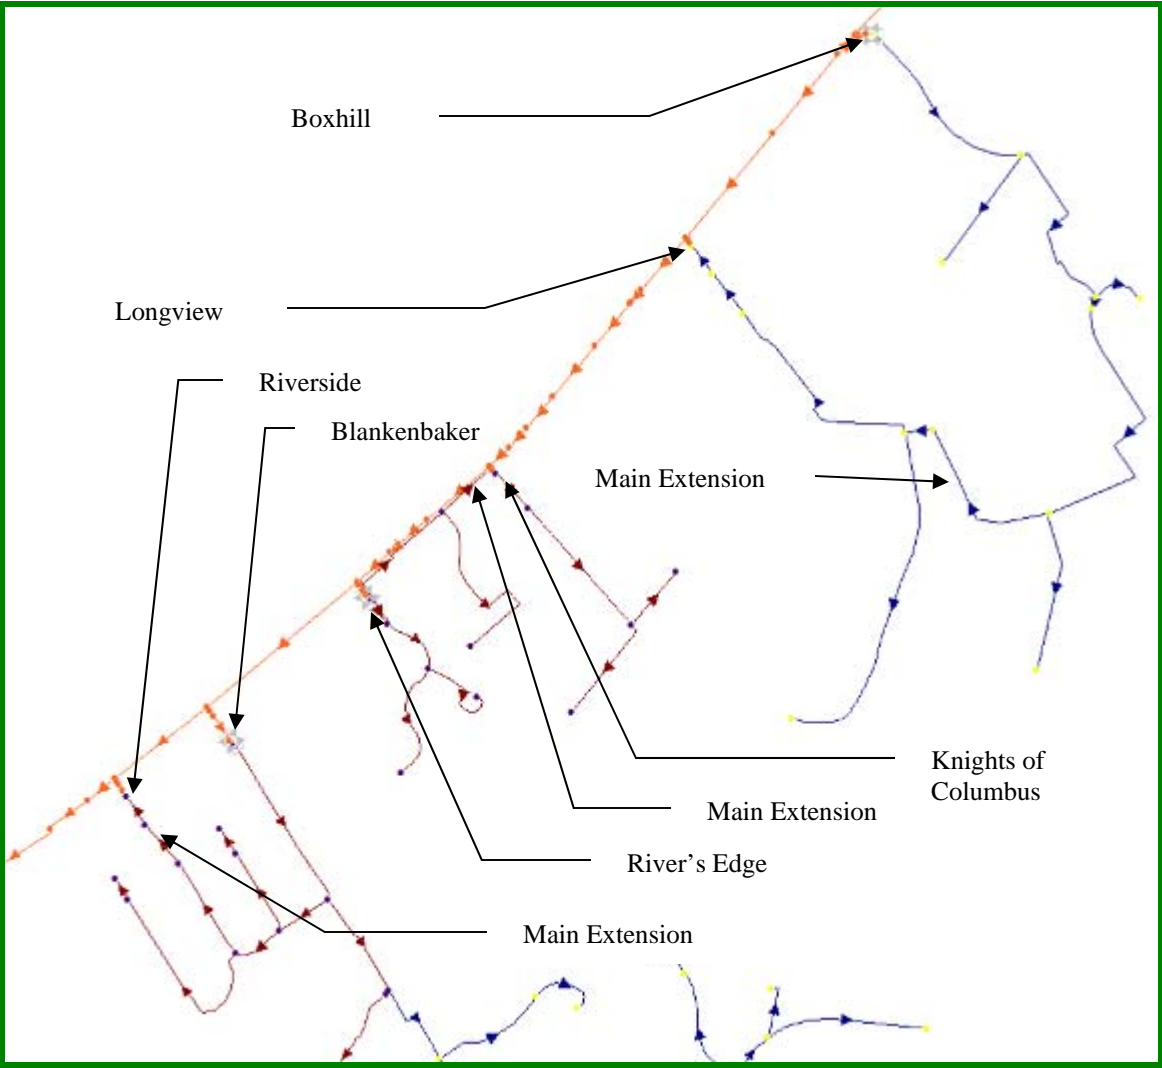 Boxhill
Longview
Riverside
Blankenbaker
Main Extension
Knights of
Columbus
Main Extension
River’s Edge
Main Extension